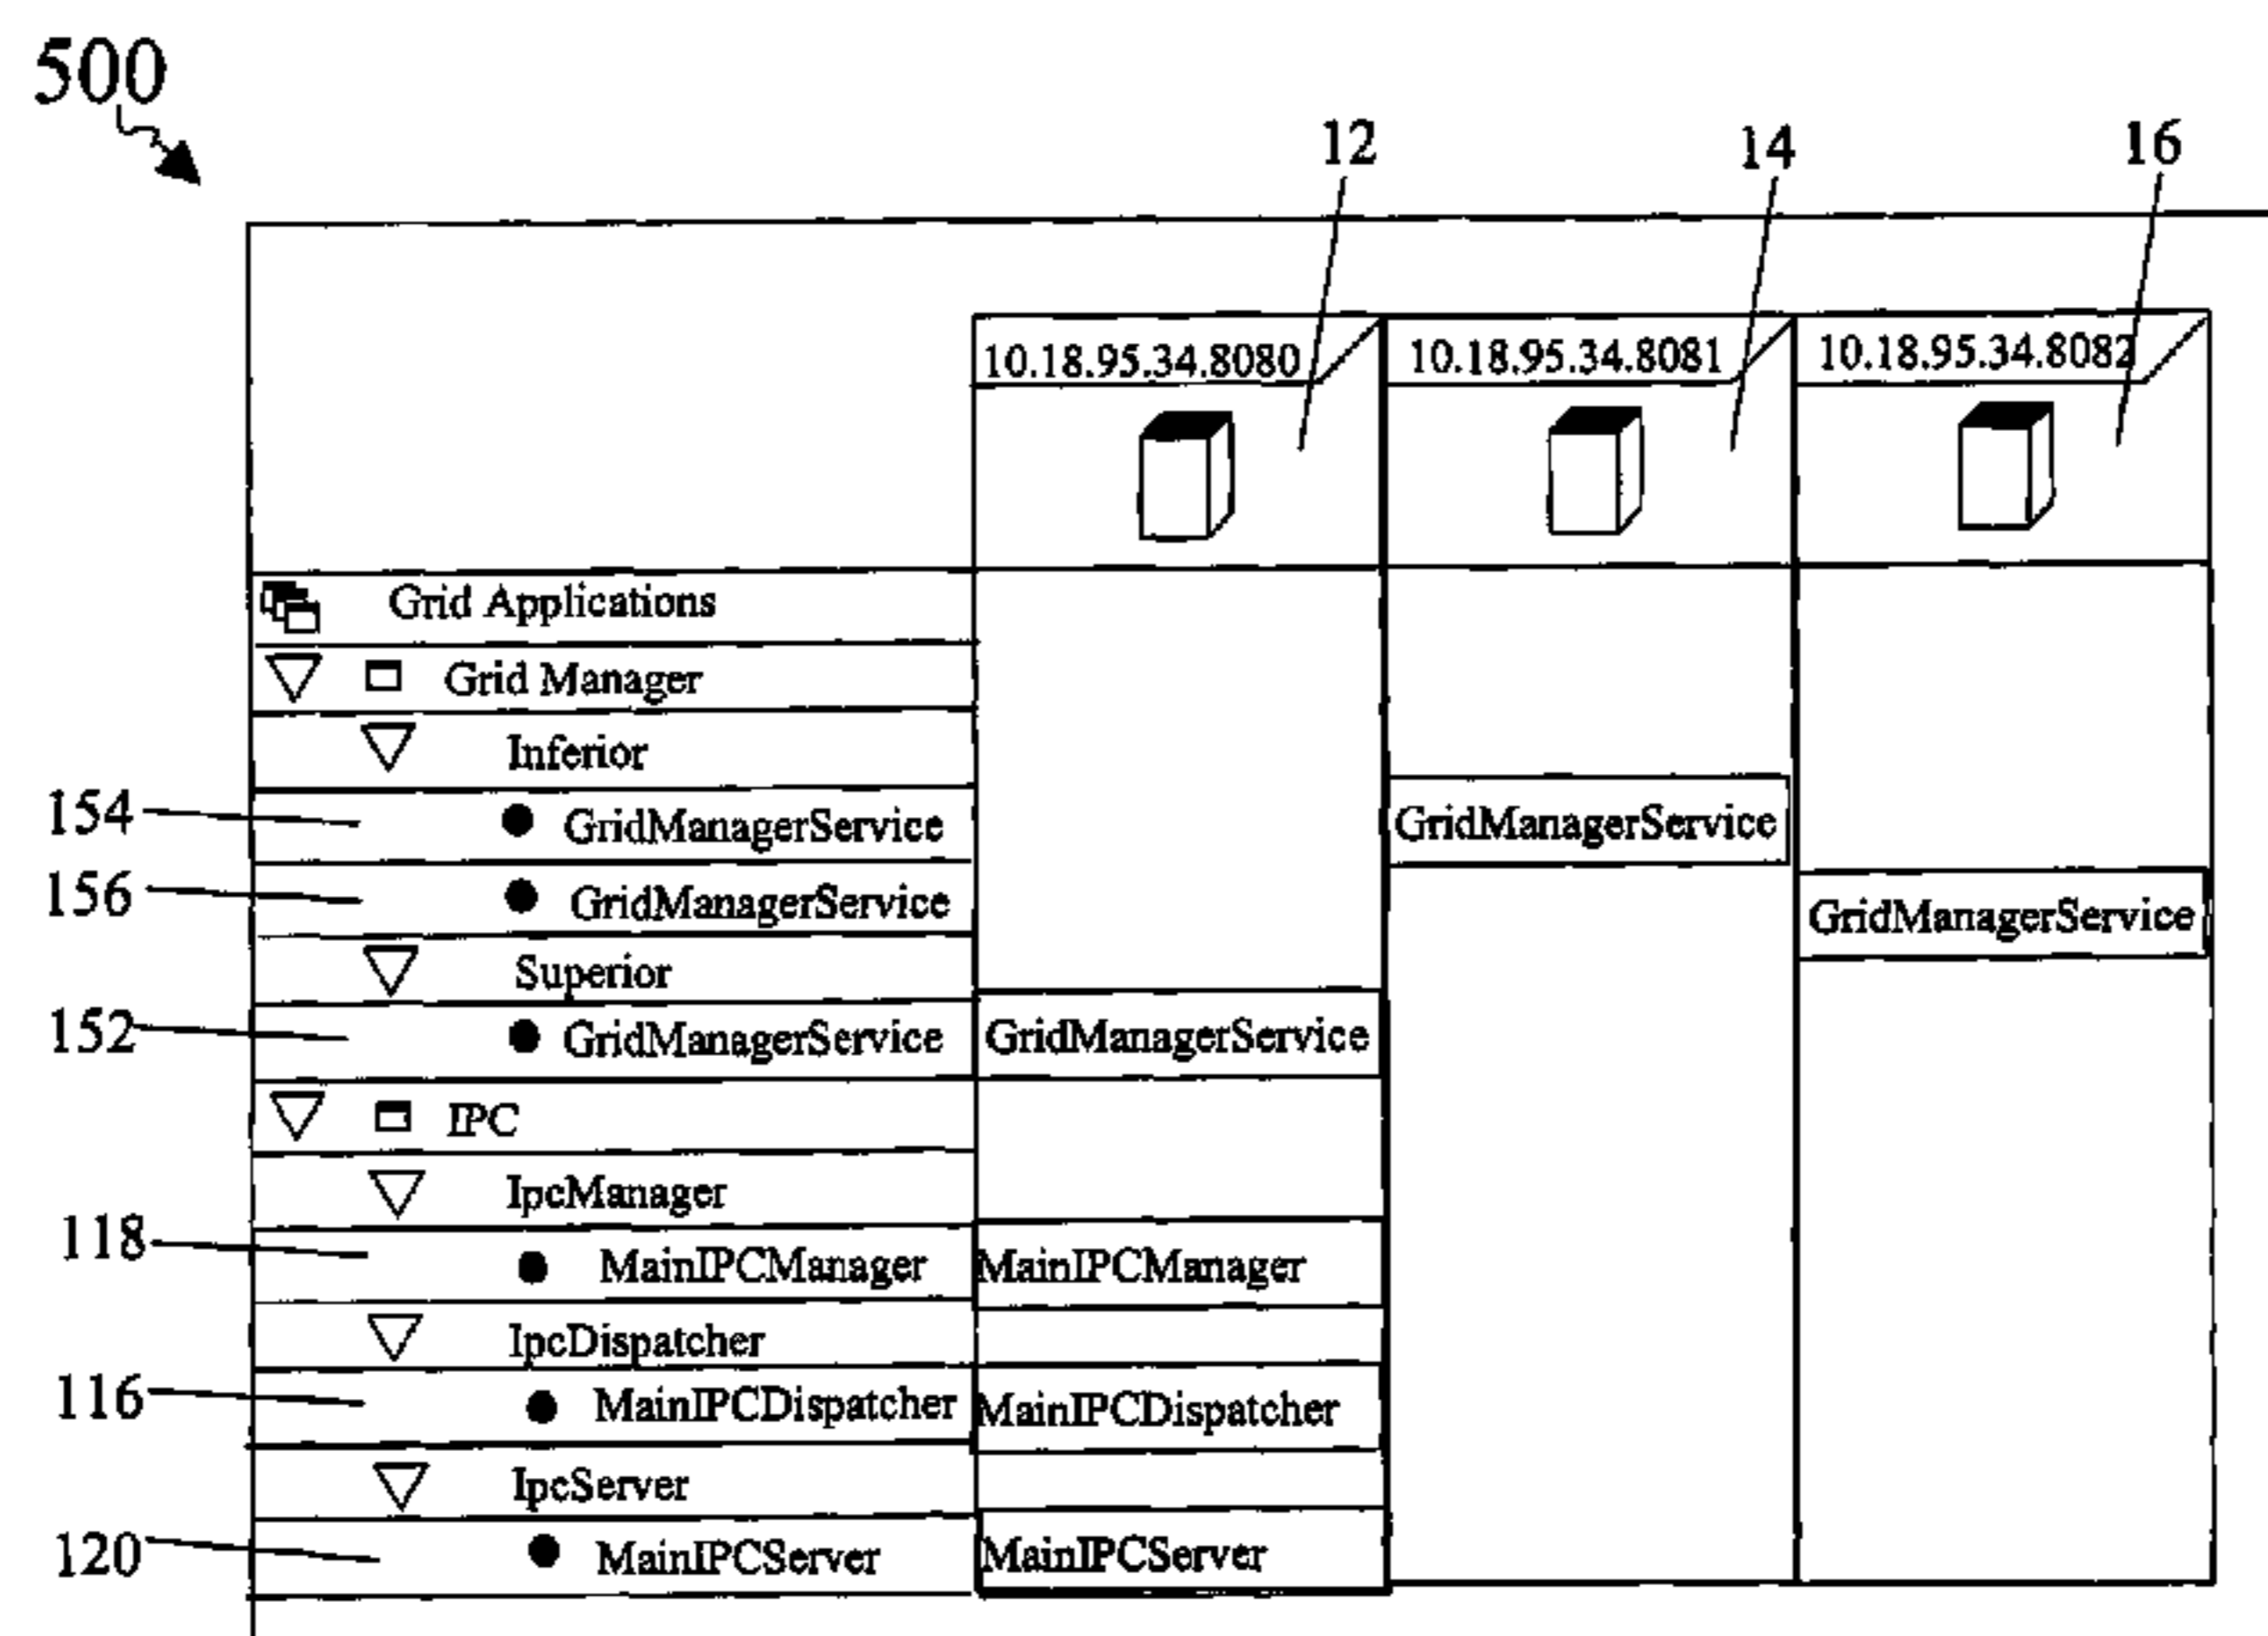 500
12 14 16
10.18.95.34.8080 10.18.95.34.8081 10.18.95.34.8082
Grid Applications
Grid Manager
Inferior
154 GridManagerService GridManagerService
156 GridManagerService GridManagerService
Superior
152 GridManagerService GridManagerService
IPC
IpcManager
118 MainIPCManager MainIPCManager
IpcDispatcher
116 MainIPCDispatcher MainIPCDispatcher
IpcServer
120 MainIPCServer MainIPCServer